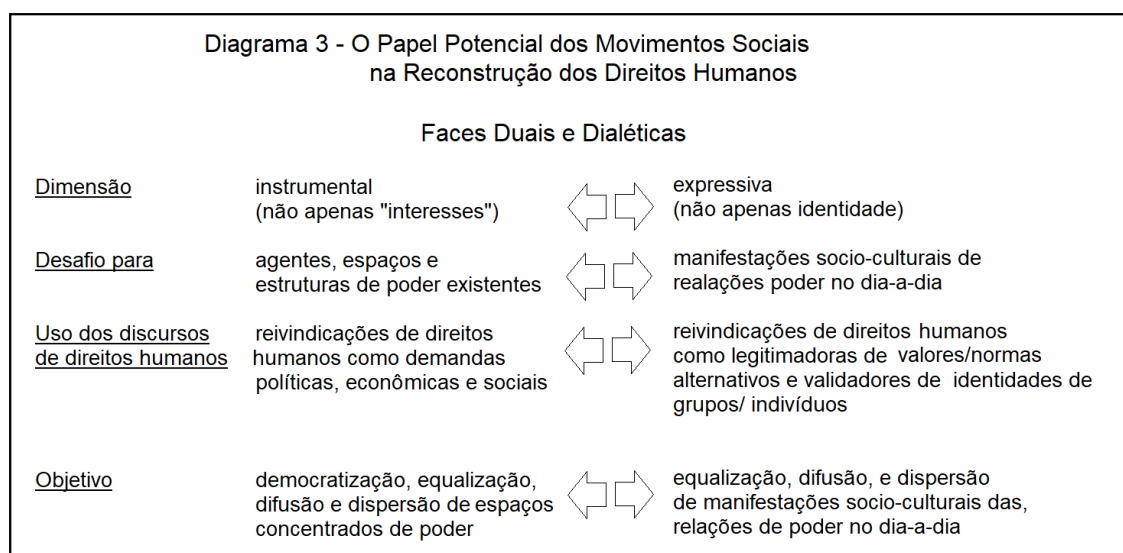 Diagrama 3 - O Papel Potencial dos Movimentos Sociais
na Reconstrução dos Direitos Humanos
Faces Duais e Dialéticas
Dimensão
instrumental
(não apenas "interesses")
expressiva
(não apenas identidade)
Desafio para
agentes, espaços e
estruturas de poder existentes
manifestações socio-culturais de
realações poder no dia-a-dia
Uso dos discursos
de direitos humanos
reivindicações de direitos
humanos como demandas
políticas, econômicas e sociais
reivindicações de direitos humanos
como legitimadoras de valores/normas
alternativos e validadores de identidades de
grupos/ indivíduos
Objetivo
democratização, equalização,
difusão e dispersão de espaços
concentrados de poder
equalização, difusão, e dispersão
de manifestações socio-culturais das,
relações de poder no dia-a-dia